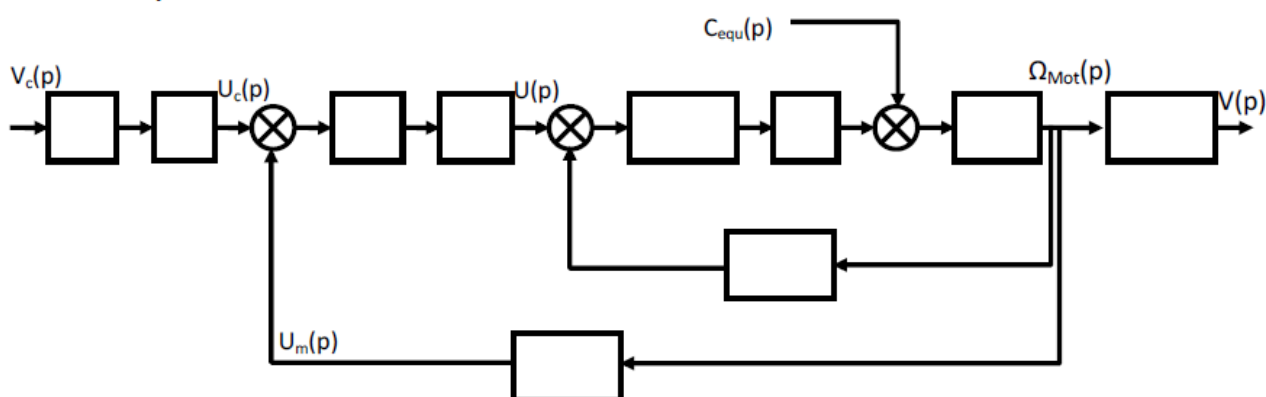 C_equ(p)
V_c(p)
U_c(p)
U(p)
Ω_Mot(p)
V(p)
U_m(p)